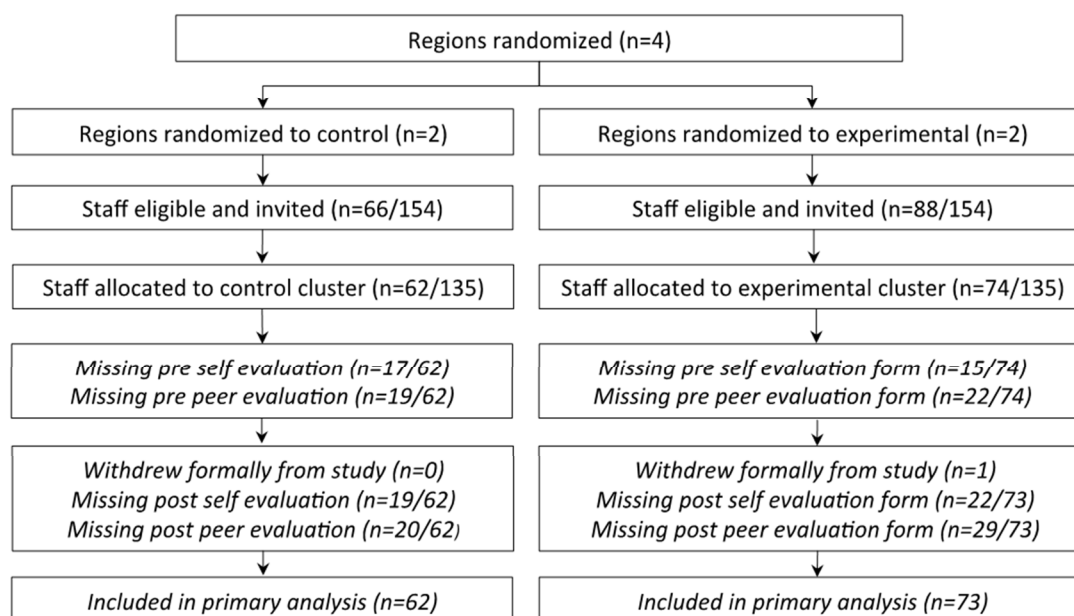 Regions randomized (n=4)
Regions randomized to control (n=2)
Regions randomized to experimental (n=2)
Staff eligible and invited (n=66/154)
Staff eligible and invited (n=88/154)
Staff allocated to control cluster (n=62/135)
Staff allocated to experimental cluster (n=74/135)
Missing pre self evaluation (n=17/62)
Missing pre peer evaluation (n=19/62)
Missing pre self evaluation form (n=15/74)
Missing pre peer evaluation form (n=22/74)
Withdrew formally from study (n=0)
Missing post self evaluation (n=19/62)
Missing post peer evaluation (n=20/62)
Withdrew formally from study (n=1)
Missing post self evaluation form (n=22/73)
Missing post peer evaluation form (n=29/73)
Included in primary analysis (n=62)
Included in primary analysis (n=73)